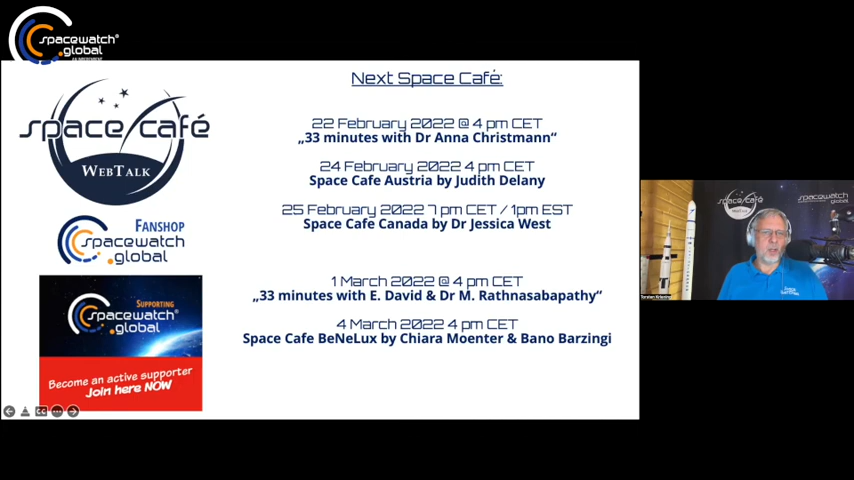 spacewatch®
.global
Next Space Café:
space café
WEBTALK
22 February 2022 @ 4 pm CET
„33 minutes with Dr Anna Christmann“
24 February 2022 4 pm CET
Space Cafe Austria by Judith Delany
25 February 2022 7 pm CET / 1pm EST
Space Cafe Canada by Dr Jessica West
FANSHOP
spacewatch
.global
1 March 2022 @ 4 pm CET
„33 minutes with E. David & Dr M. Rathnasabapathy“
4 March 2022 4 pm CET
Space Cafe BeNeLux by Chiara Moenter & Bano Barzingi
SUPPORTING
spacewatch®
.global
Become an active supporter
Join here NOW
CC
space café
spacewatch
.global